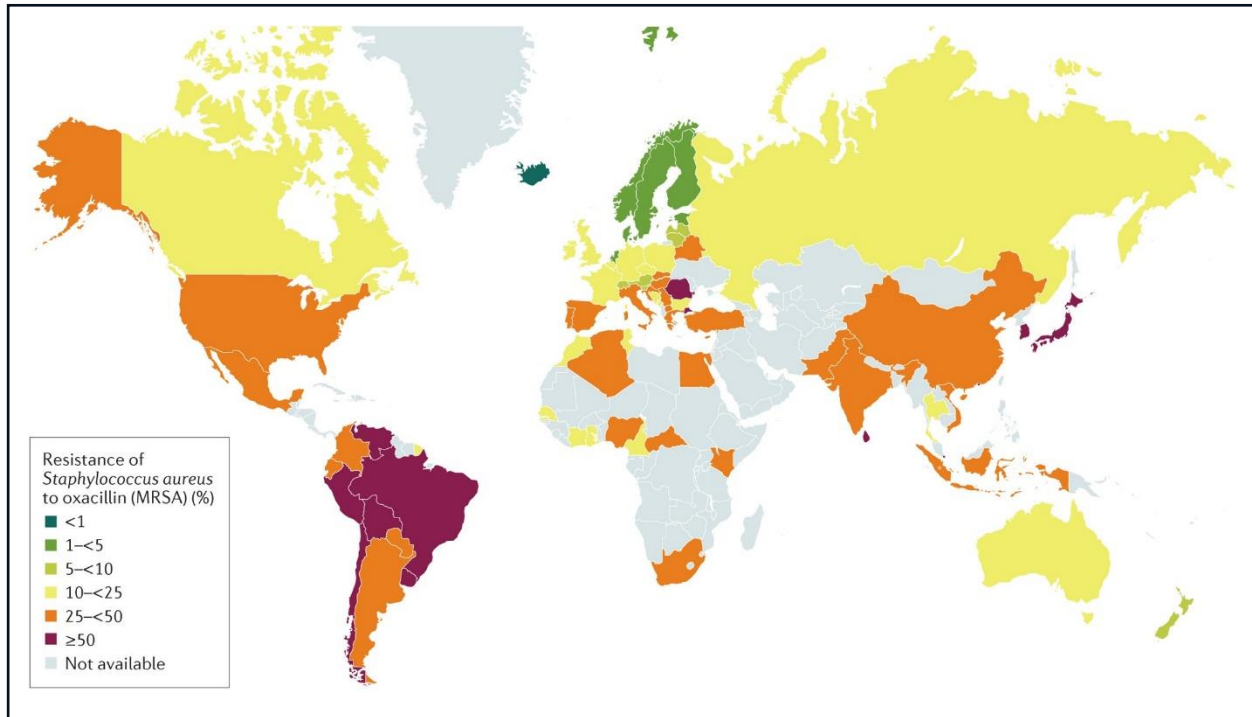 Resistance of
Staphylococcus aureus
to oxacillin (MRSA) (%)
<1
1–<5
5–<10
10–<25
25–<50
≥50
Not available